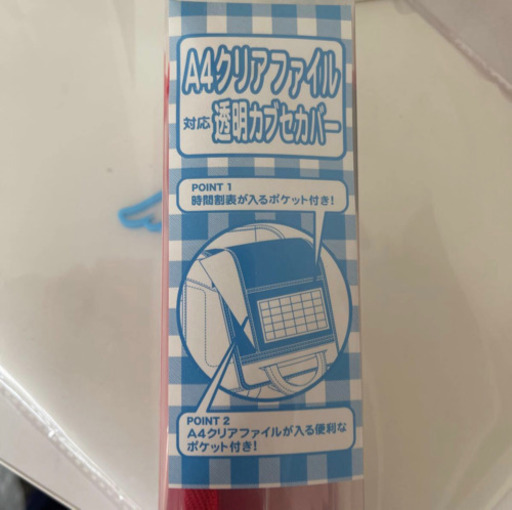 A4クリアファイル
対応 透明カブセカバー
POINT 1
時間割表が入るポケット付き!
POINT 2
A4クリアファイルが入る便利な
ポケット付き!